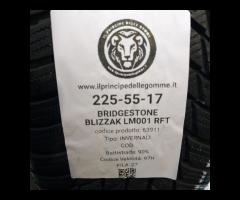 IL PRINCIPE DELLE GOMME
www.ilprincipedellegomme.it
225-55-17
BRIDGESTONE
BLIZZAK LM001 RFT
codice prodotto: 63911
Tipo: INVERNALI
COD.
Battistrada: 90%
Codice Velocità: 97H
FILA: 27